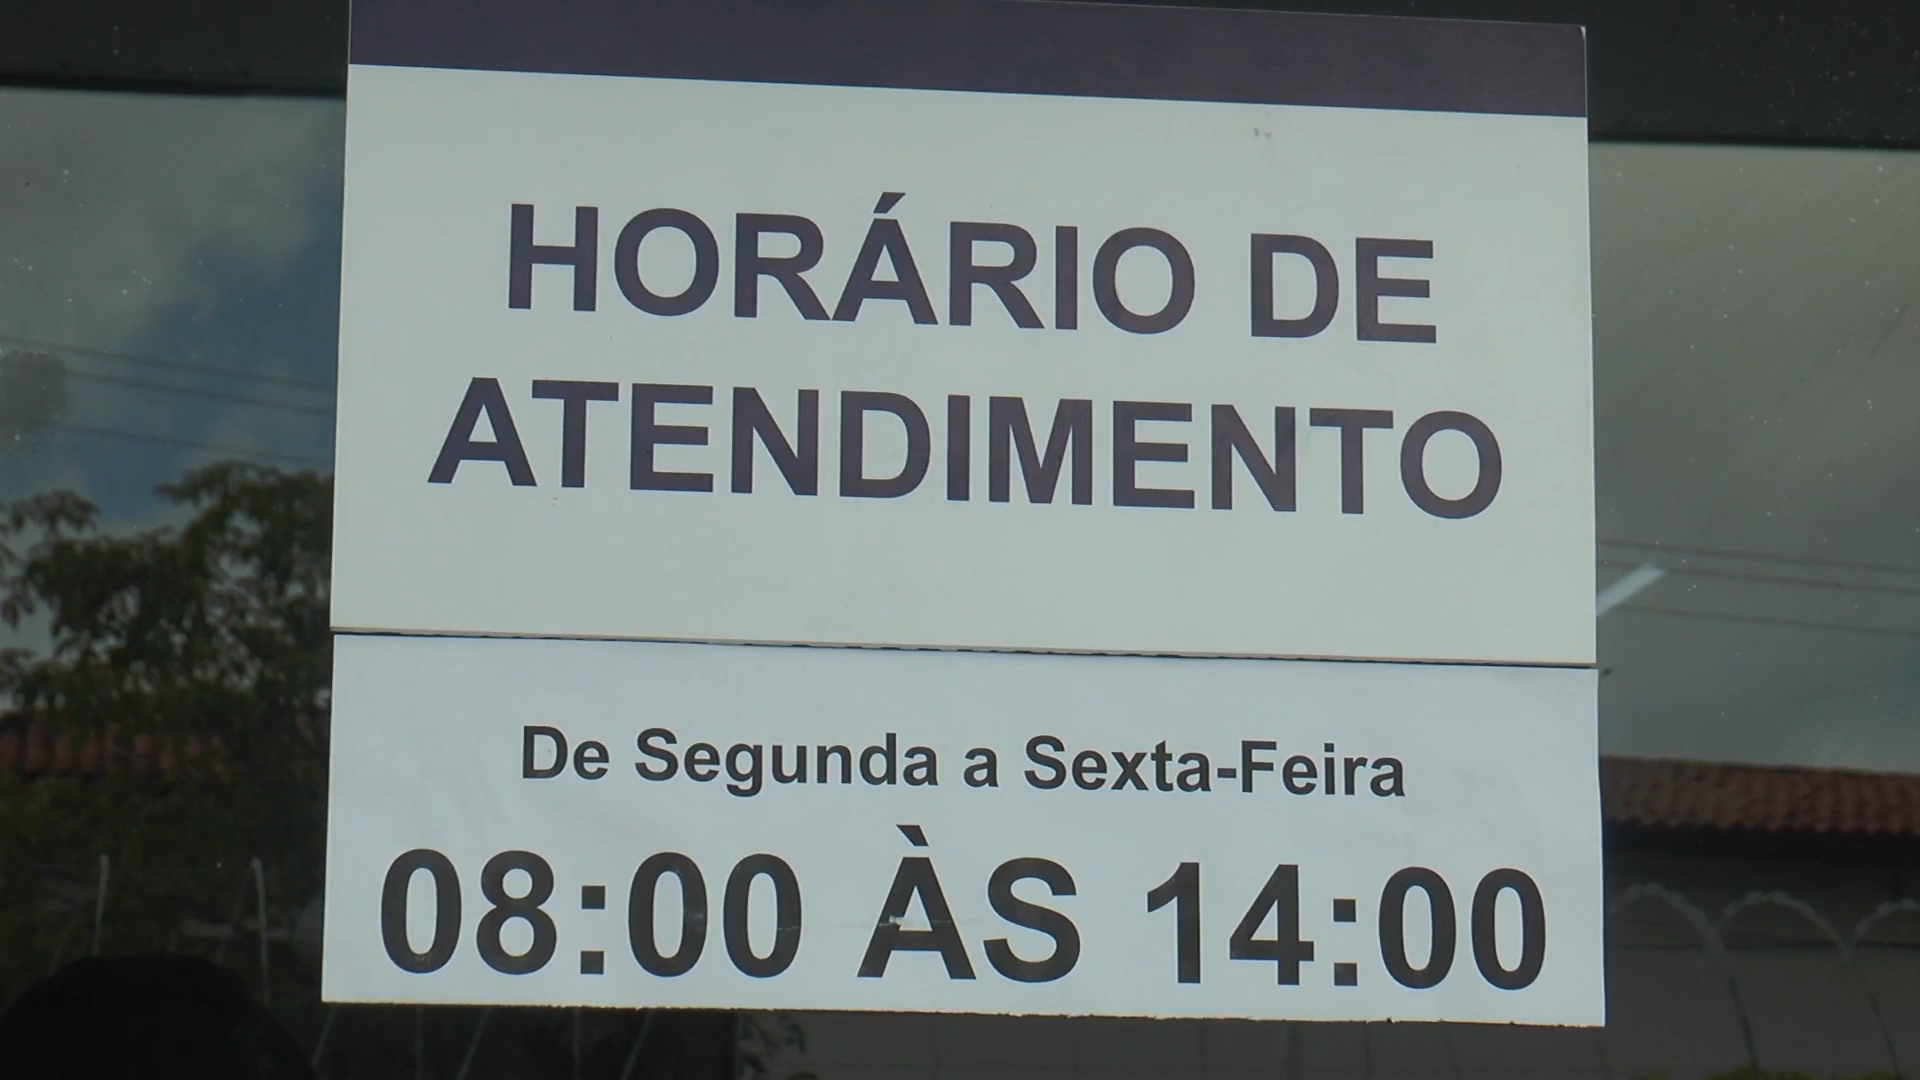 HORÁRIO DE
ATENDIMENTO
De Segunda a Sexta-Feira
08:00 ÀS 14:00